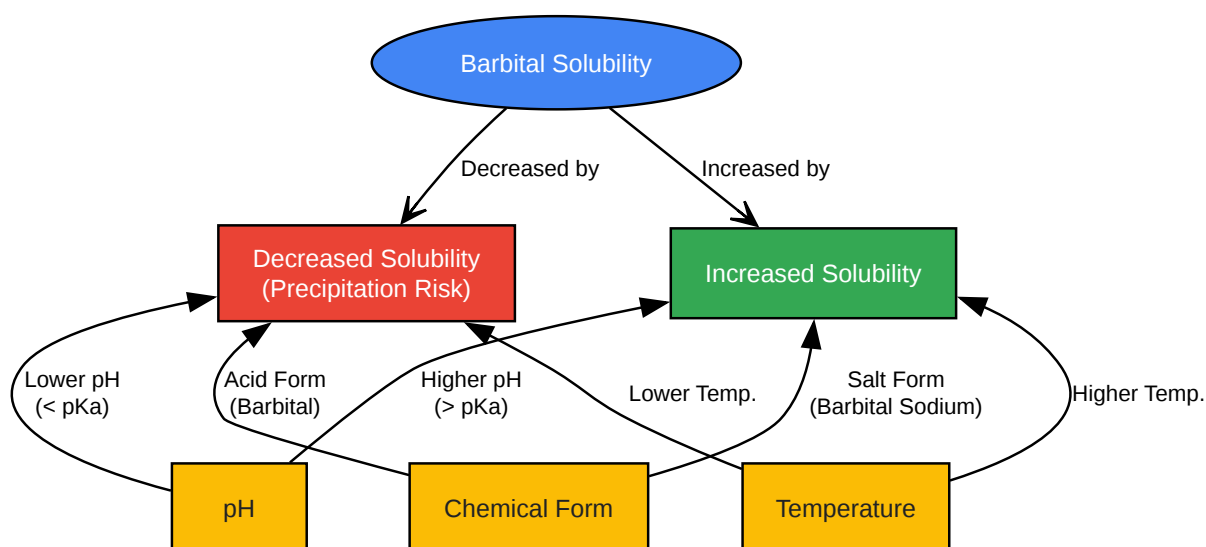 Barbital Solubility
Decreased by
Increased by
Decreased Solubility
(Precipitation Risk)
Increased Solubility
Lower pH
(< pKa)
Acid Form
(Barbital)
Higher pH
(> pKa)
Lower Temp.
Salt Form
(Barbital Sodium)
Higher Temp.
pH
Chemical Form
Temperature